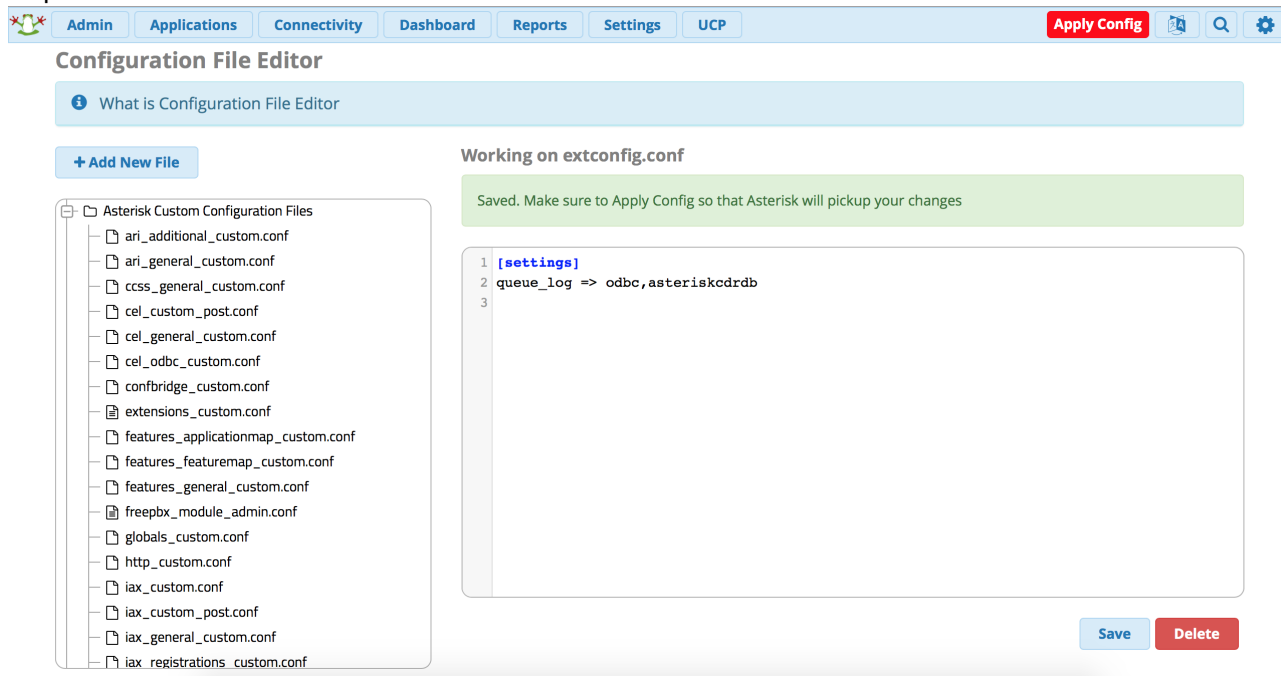 Admin Applications Connectivity Dashboard Reports Settings UCP Apply Config
Configuration File Editor
What is Configuration File Editor
+ Add New File
Asterisk Custom Configuration Files
ari_additional_custom.conf
ari_general_custom.conf
ccss_general_custom.conf
cel_custom_post.conf
cel_general_custom.conf
cel_odbc_custom.conf
confbridge_custom.conf
extensions_custom.conf
features_applicationmap_custom.conf
features_featuremap_custom.conf
features_general_custom.conf
freepbx_module_admin.conf
globals_custom.conf
http_custom.conf
iax_custom.conf
iax_custom_post.conf
iax_general_custom.conf
iax_registrations_custom.conf
Working on extconfig.conf
Saved. Make sure to Apply Config so that Asterisk will pickup your changes
1 [settings]
2 queue_log => odbc,asteriskcdrdb
3
Save Delete